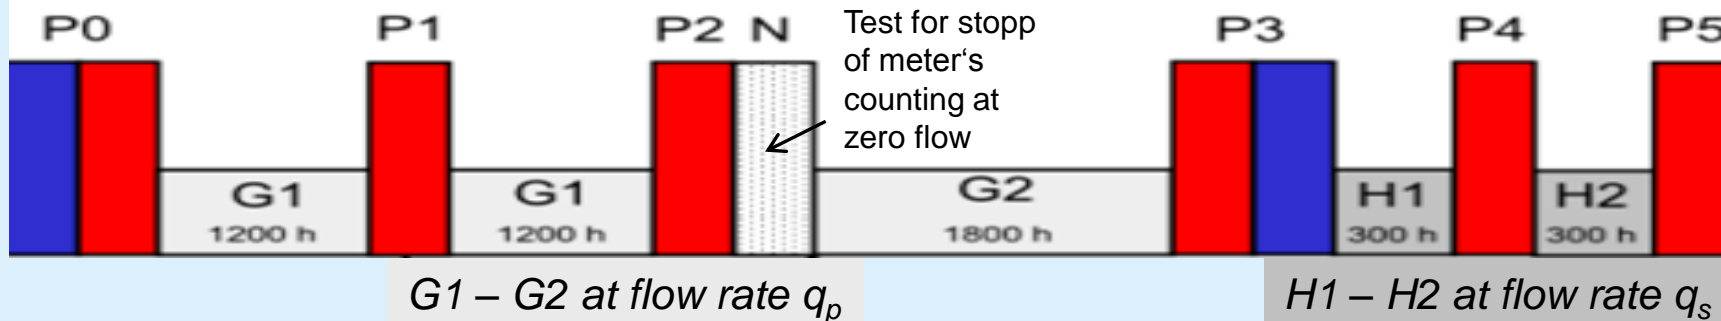 P0 P1 P2 N P3 P4 P5
Test for stopp
of meter‘s
counting at
zero flow
G1 G1 G2 H1 H2
1200 h 1200 h 1800 h 300 h 300 h
G1 – G2 at flow rate qp
H1 – H2 at flow rate qs